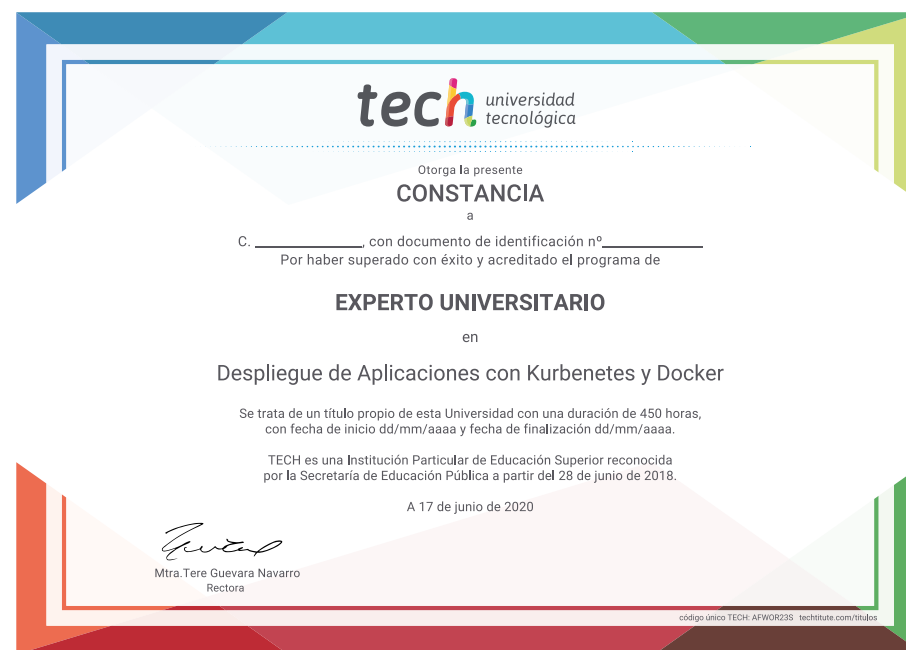 tech universidad
tecnológica
Otorga la presente
CONSTANCIA
a
C. ______________, con documento de identificación nº_____________
Por haber superado con éxito y acreditado el programa de
EXPERTO UNIVERSITARIO
en
Despliegue de Aplicaciones con Kurbenetes y Docker
Se trata de un título propio de esta Universidad con una duración de 450 horas,
con fecha de inicio dd/mm/aaaa y fecha de finalización dd/mm/aaaa.
TECH es una Institución Particular de Educación Superior reconocida
por la Secretaría de Educación Pública a partir del 28 de junio de 2018.
A 17 de junio de 2020
Mtra.Tere Guevara Navarro
Rectora
código único TECH: AFWOR23S techtitute.com/titulos